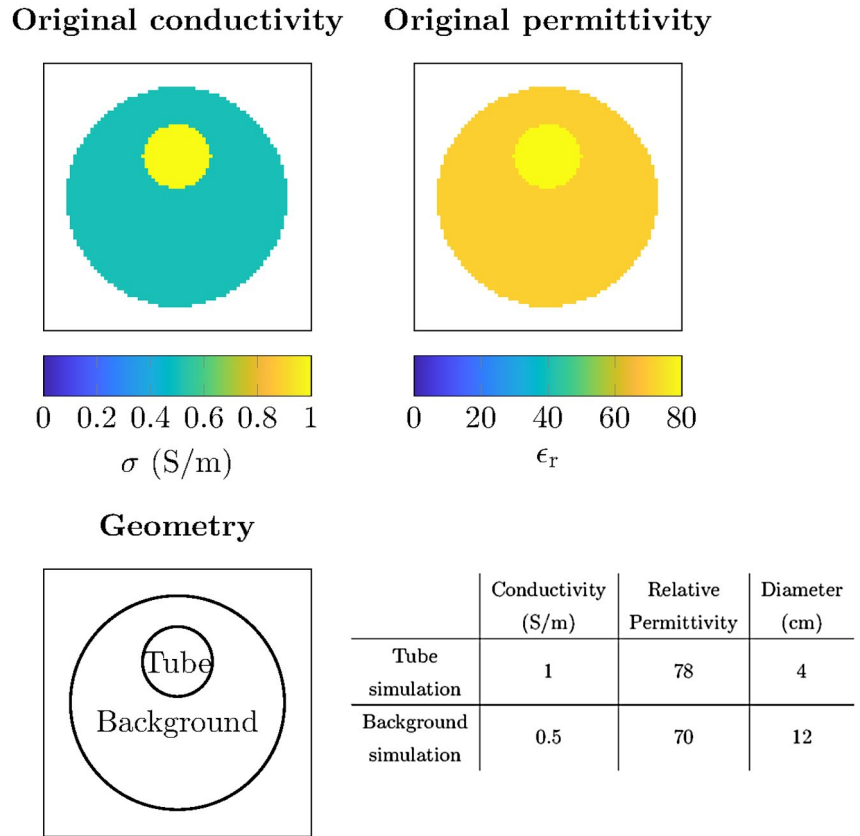 Original conductivity
Original permittivity
0 0.2 0.4 0.6 0.8 1
σ (S/m)
0 20 40 60 80
ϵr
Geometry
Tube
Background
Conductivity (S/m) Relative Permittivity Diameter (cm)
Tube simulation 1 78 4
Background simulation 0.5 70 12